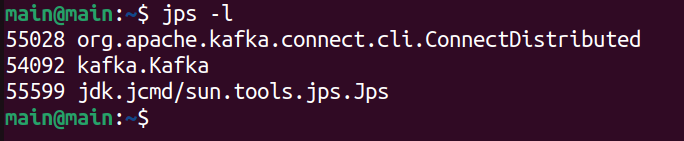 main@main:~$ jps -l
55028 org.apache.kafka.connect.cli.ConnectDistributed
54092 kafka.Kafka
55599 jdk.jcmd/sun.tools.jps.Jps
main@main:~$